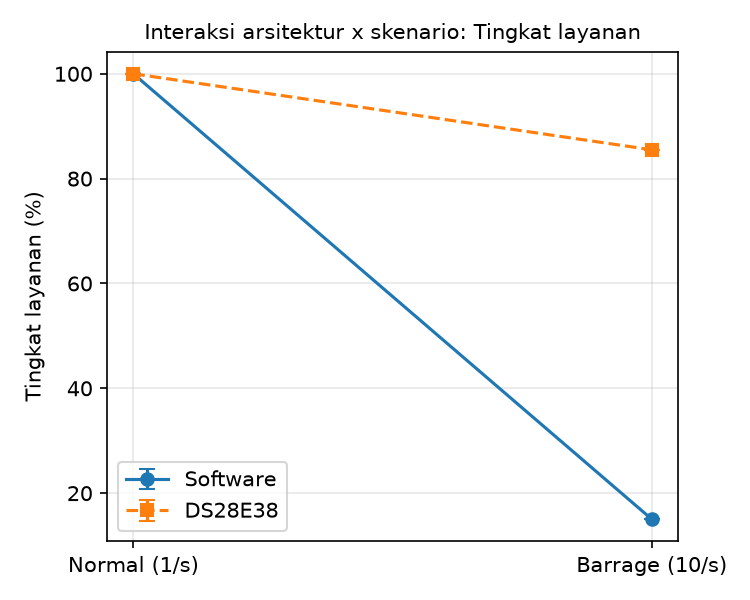 Interaksi arsitektur x skenario: Tingkat layanan
Tingkat layanan (%)
100
80
60
40
20
Software
DS28E38
Normal (1/s)
Barrage (10/s)